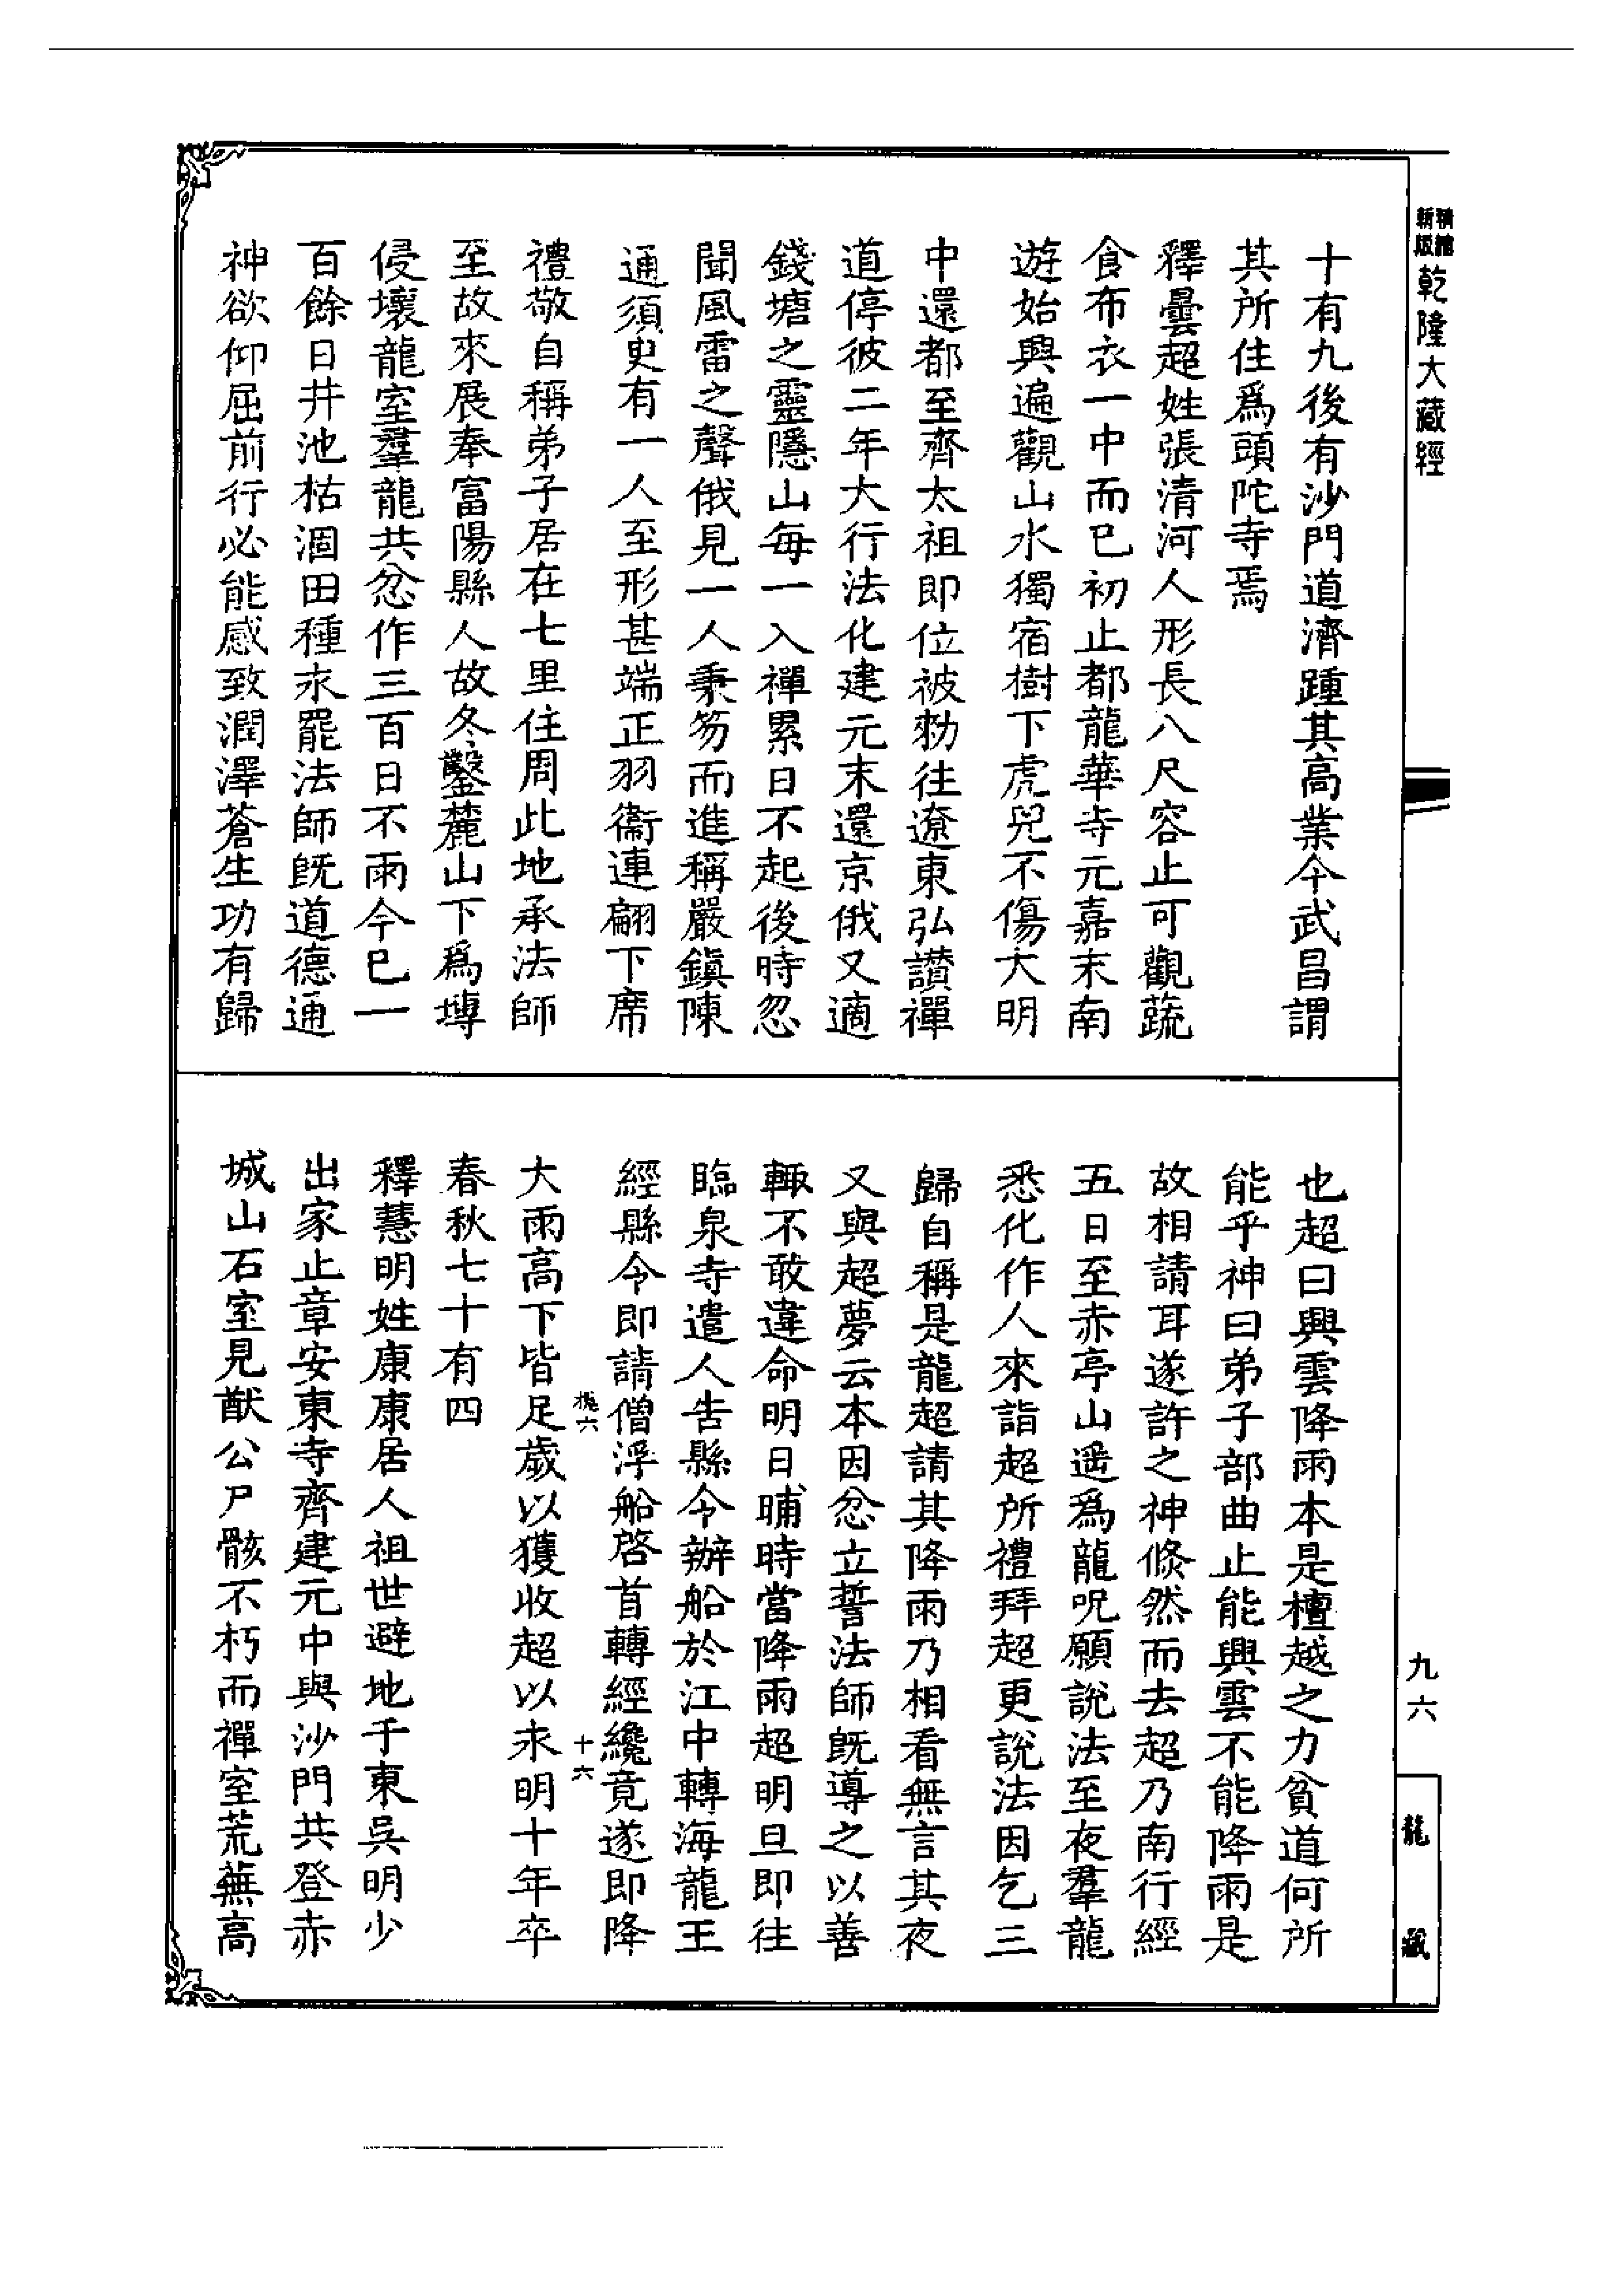 精縮
新版
乾隆大藏經
十有九後有沙門道濟踵其高業今武昌謂
其所住爲頭陀寺焉
釋曇超姓張清河人形長八尺容止可觀蔬
食布衣一中而已初止都龍華寺元嘉末南
遊始興遍觀山水獨宿樹下虎兕不傷大明
中還都至齊太祖即位被勑往遼東弘讚禪
道停彼二年大行法化建元末還京俄又適
錢塘之靈隱山每一入禪累日不起後時忽
聞風雷之聲俄見一人秉笏而進稱嚴鎭陳
通須史有一人至形甚端正羽衞連翩下席
禮敬自稱弟子居在七里住周此地承法師
至故來展奉富陽縣人故冬鑿麓山下爲塼
侵壞龍室羣龍共忿作三百日不雨今巳一
百餘日井池枯涸田種永罷法師旣道德通
神欲仰屈前行必能感致潤澤蒼生功有歸
也超曰興雲降雨本是檀越之力貧道何所
能乎神曰弟子部曲止能興雲不能降雨是
故相請耳遂許之神倏然而去超乃南行經
五日至赤亭山遥爲龍呪願説法至夜羣龍
悉化作人來詣超所禮拜超更説法因乞三
歸自稱是龍超請其降雨乃相看無言其夜
又與超夢云本因忿立誓法師旣導之以善
輙不敢違命明日晡時當降雨超明旦即往
臨泉寺遣人告縣令辦船於江中轉海龍王
經縣令即請僧浮船啓首轉經纔竟遂即降
十六
大雨高下皆足歲以獲收超以永明十年卒
春秋七十有四
釋慧明姓康康居人祖世避地于東吳明少
出家止章安東寺齊建元中與沙門共登赤
城山石室見猷公尸骸不朽而禪室荒蕪高
九六
龍藏